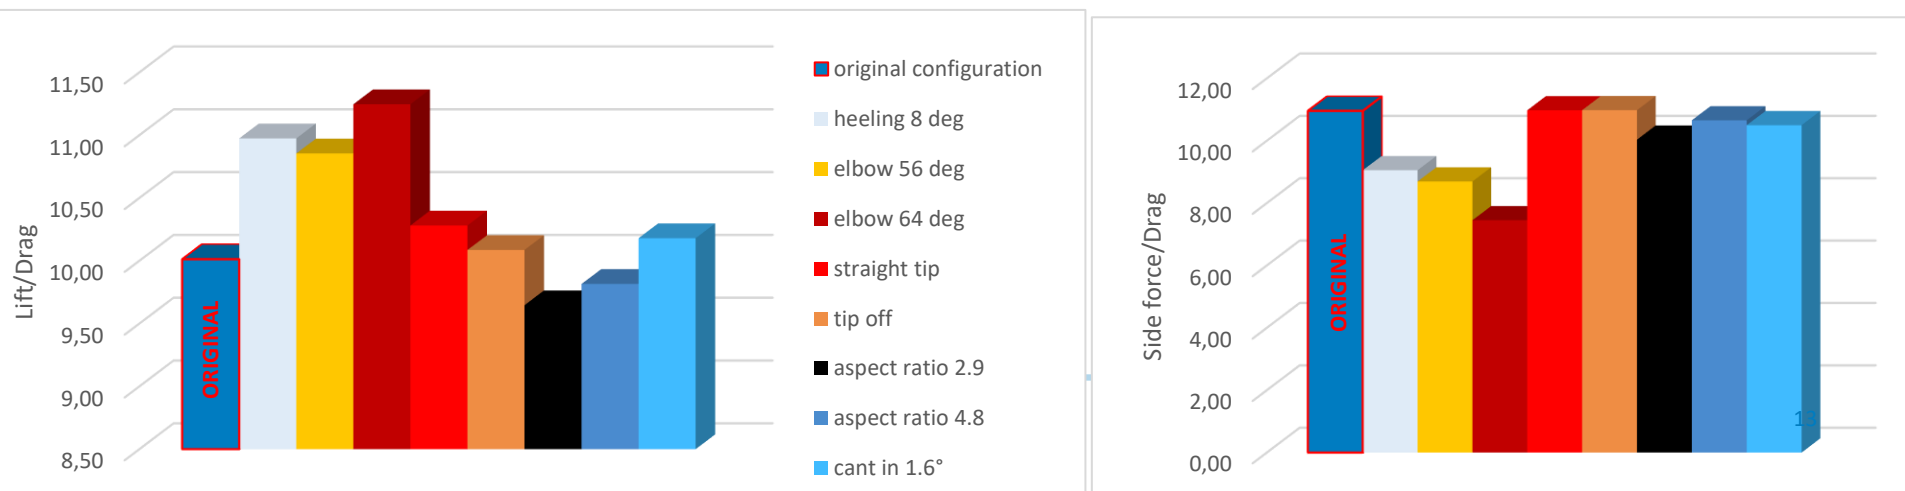 Lift/Drag
11,50
11,00
10,50
10,00
9,50
9,00
8,50
ORIGINAL
original configuration
heeling 8 deg
elbow 56 deg
elbow 64 deg
straight tip
tip off
aspect ratio 2.9
aspect ratio 4.8
cant in 1.6°
Side force/Drag
12,00
10,00
8,00
6,00
4,00
2,00
0,00
ORIGINAL
13